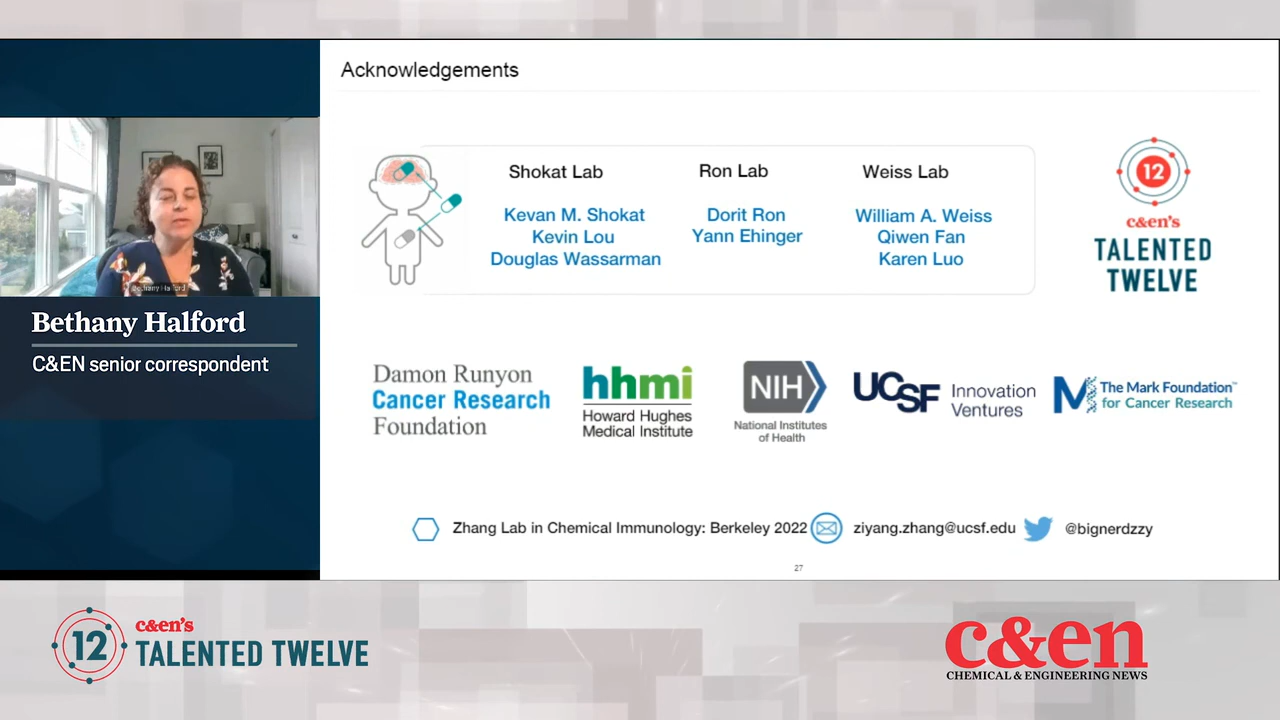 Acknowledgements
Shokat Lab
Kevan M. Shokat
Kevin Lou
Douglas Wassarman
Ron Lab
Dorit Ron
Yann Ehinger
Weiss Lab
William A. Weiss
Qiwen Fan
Karen Luo
12
c&en's
TALENTED
TWELVE
Bethany Halford
Bethany Halford
C&EN senior correspondent
Damon Runyon
Cancer Research
Foundation
hhmi
Howard Hughes
Medical Institute
NIH
National Institutes
of Health
UCSF
Innovation
Ventures
The Mark Foundation™
for Cancer Research
Zhang Lab in Chemical Immunology: Berkeley 2022
ziyang.zhang@ucsf.edu
@bignerdzzy
27
12
c&en's
TALENTED TWELVE
c&en
CHEMICAL & ENGINEERING NEWS